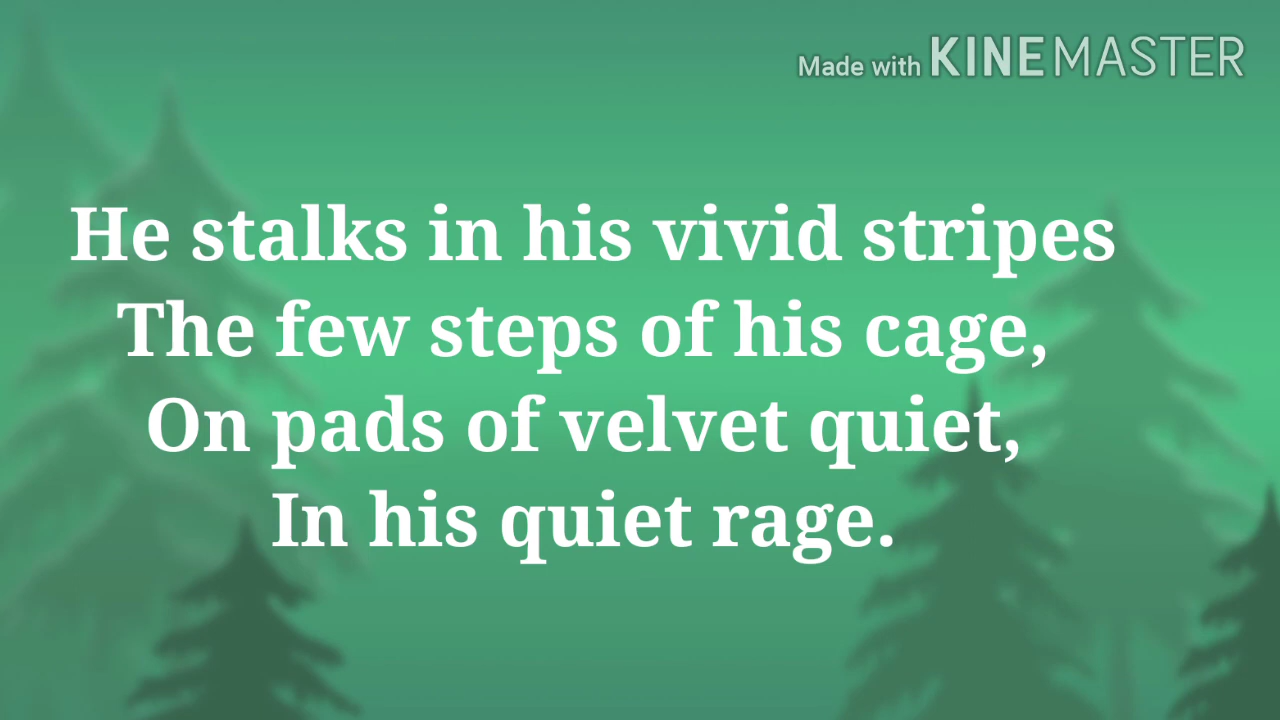 Made with KINEMASTER
He stalks in his vivid stripes
The few steps of his cage,
On pads of velvet quiet,
In his quiet rage.